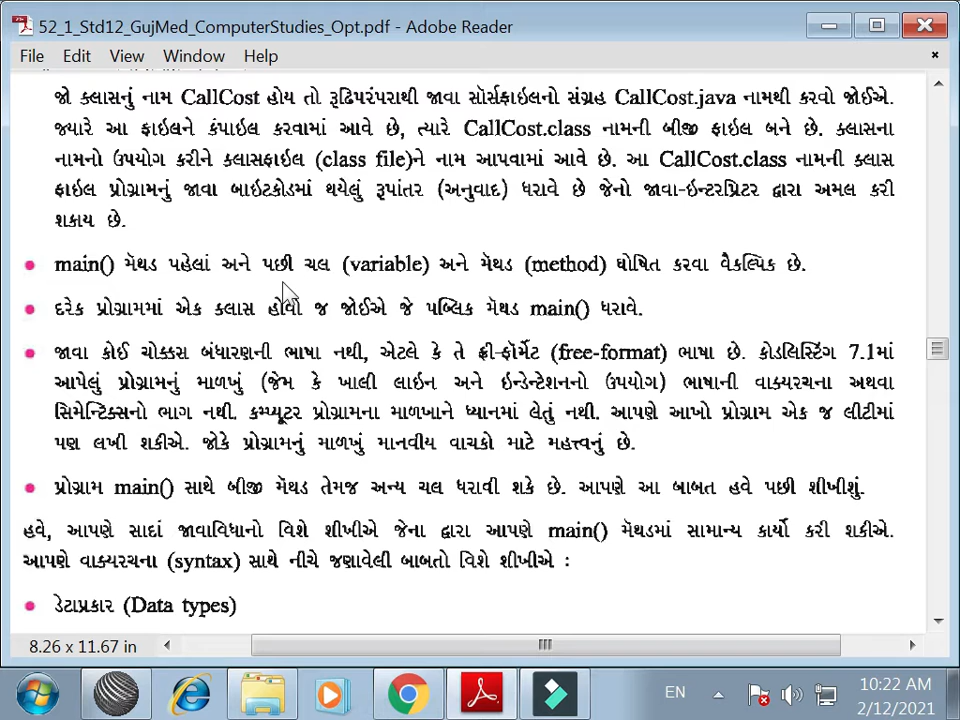 52_1_Std12_GujMed_ComputerStudies_Opt.pdf - Adobe Reader
File Edit View Window Help
જો ક્લાસનું નામ CallCost હોય તો રૂઢિપરંપરાથી જાવા સૉર્સફાઇલનો સંગ્રહ CallCost.java નામથી કરવો જોઈએ.
જ્યારે આ ફાઇલને કંપાઇલ કરવામાં આવે છે, ત્યારે CallCost.class નામની બીજી ફાઇલ બને છે. ક્લાસના
નામનો ઉપયોગ કરીને ક્લાસફાઇલ (class file)ને નામ આપવામાં આવે છે. આ CallCost.class નામની ક્લાસ
ફાઇલ પ્રોગ્રામનું જાવા બાઇટકોડમાં થયેલું રૂપાંતર (અનુવાદ) ધરાવે છે જેનો જાવા-ઇન્ટરપ્રિટર દ્વારા અમલ કરી
શકાય છે.
• main() મૅથડ પહેલાં અને પછી ચલ (variable) અને મૅથડ (method) ઘોષિત કરવા વૈકલ્પિક છે.
• દરેક પ્રોગ્રામમાં એક ક્લાસ હોવો જ જોઈએ જે પબ્લિક મૅથડ main() ધરાવે.
• જાવા કોઈ ચોક્કસ બંધારણની ભાષા નથી, એટલે કે તે ફ્રી-ફૉર્મેટ (free-format) ભાષા છે. કોડલિસ્ટિંગ 7.1માં
આપેલું પ્રોગ્રામનું માળખું (જેમ કે ખાલી લાઇન અને ઇન્ડેન્ટેશનનો ઉપયોગ) ભાષાની વાક્યરચના અથવા
સિમેન્ટિક્સનો ભાગ નથી. કમ્પ્યૂટર પ્રોગ્રામના માળખાને ધ્યાનમાં લેતું નથી. આપણે આખો પ્રોગ્રામ એક જ લીટીમાં
પણ લખી શકીએ. જોકે પ્રોગ્રામનું માળખું માનવીય વાચકો માટે મહત્ત્વનું છે.
• પ્રોગ્રામ main() સાથે બીજી મૅથડ તેમજ અન્ય ચલ ધરાવી શકે છે. આપણે આ બાબત હવે પછી શીખીશું.
હવે, આપણે સાદાં જાવાવિધાનો વિશે શીખીએ જેના દ્વારા આપણે main() મૅથડમાં સામાન્ય કાર્યો કરી શકીએ.
આપણે વાક્યરચના (syntax) સાથે નીચે જણાવેલી બાબતો વિશે શીખીએ :
• ડેટાપ્રકાર (Data types)
8.26 x 11.67 in
EN
10:22 AM
2/12/2021